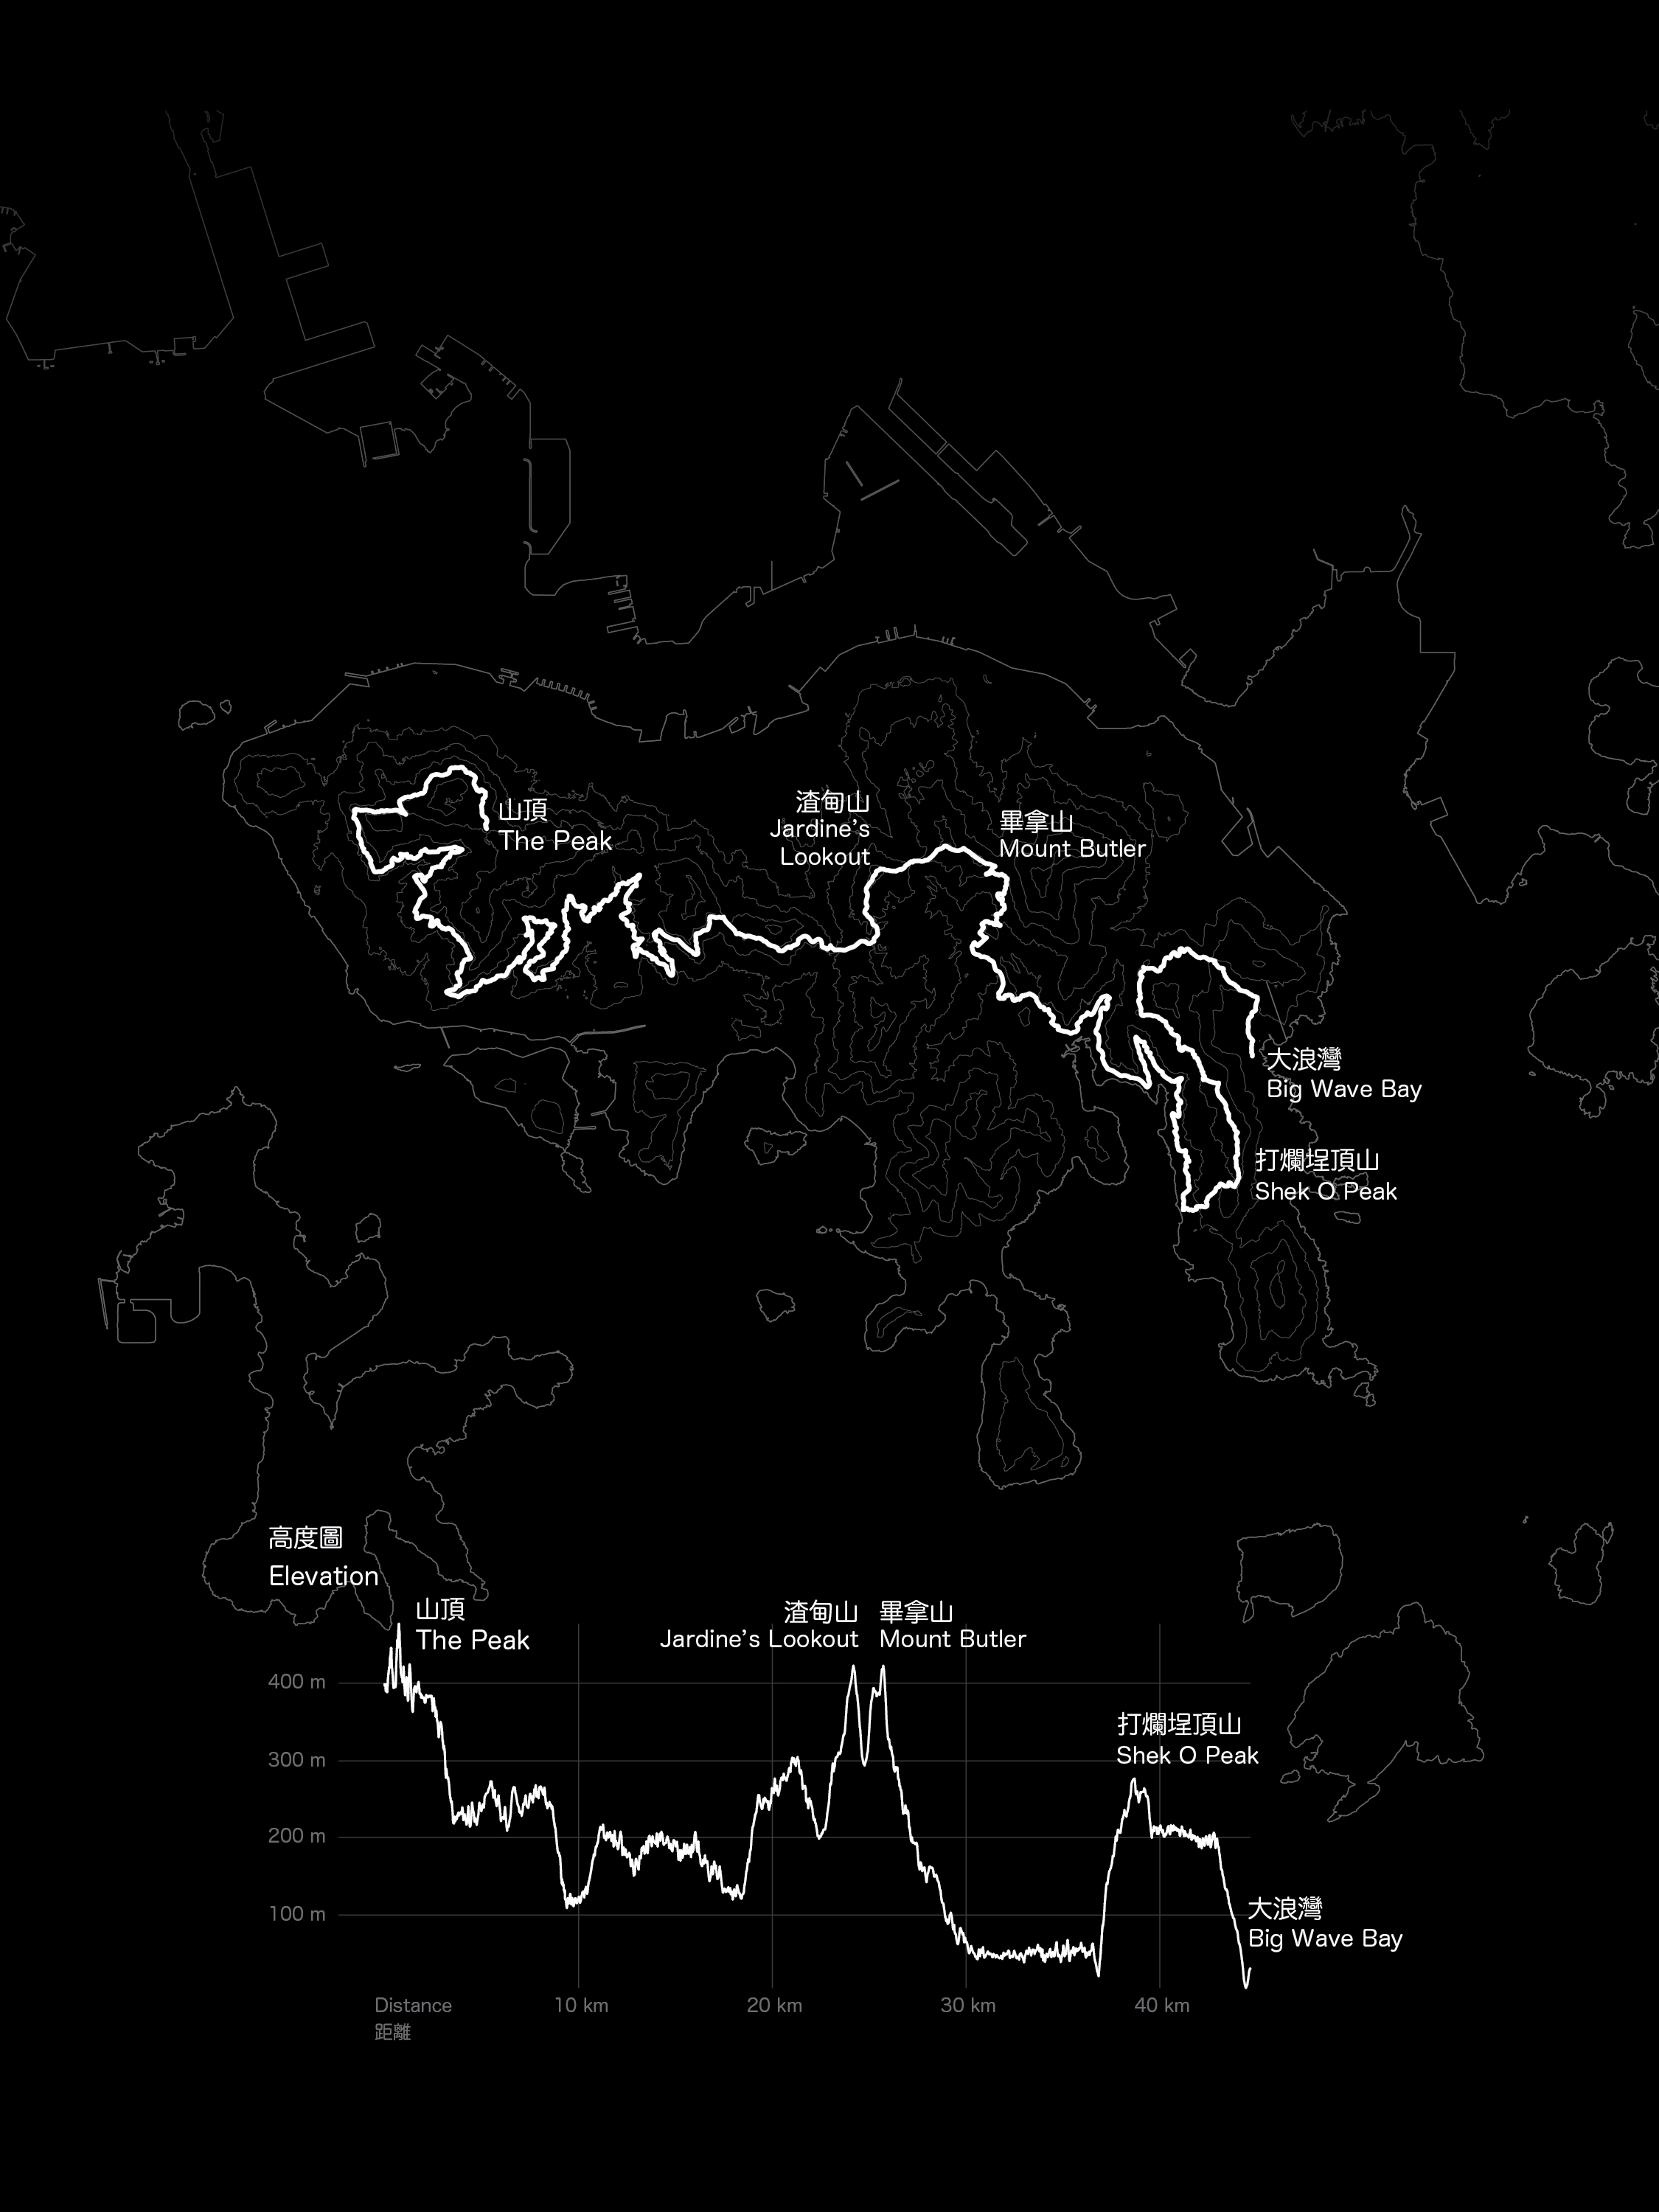 山頂
The Peak
渣甸山
Jardine's
Lookout
畢拿山
Mount Butler
大浪灣
Big Wave Bay
打爛埕頂山
Shek O Peak
高度圖
Elevation
山頂
The Peak
渣甸山
Jardine's Lookout
畢拿山
Mount Butler
400 m
打爛埕頂山
Shek O Peak
300 m
200 m
100 m
大浪灣
Big Wave Bay
Distance
距離
10 km
20 km
30 km
40 km